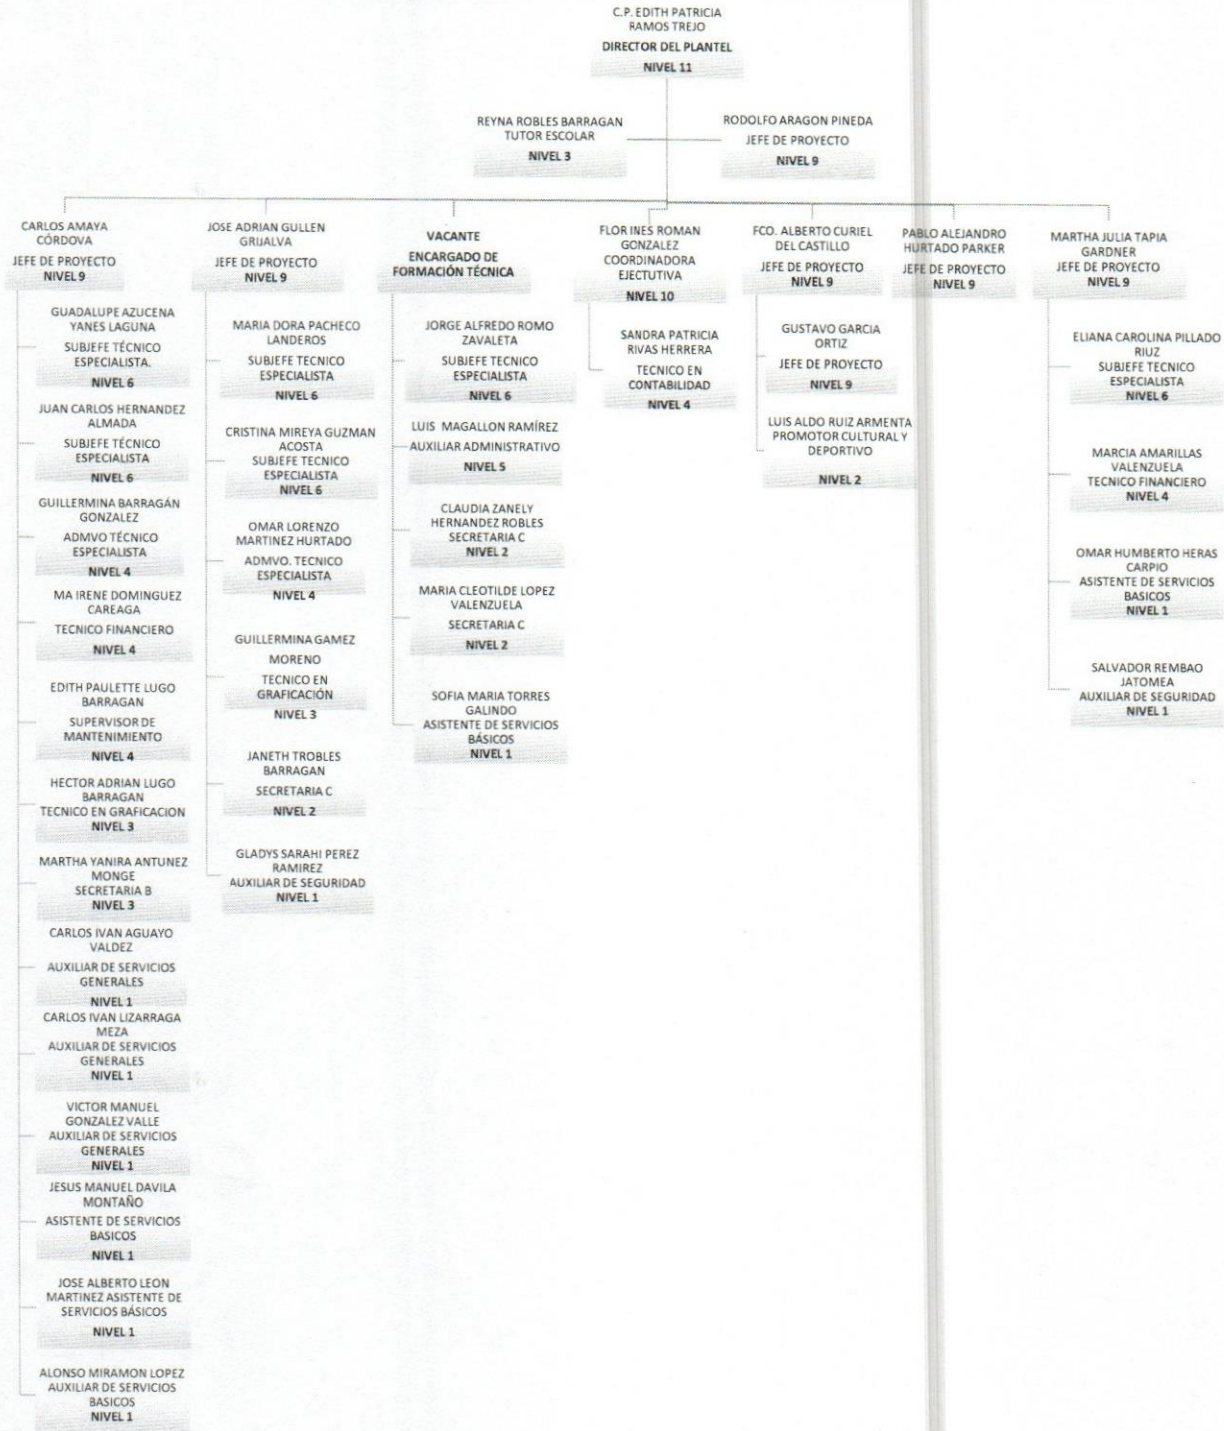 C.P. EDITH PATRICIA
RAMOS TREJO
DIRECTOR DEL PLANTEL
NIVEL 11
REYNA ROBLES BARRAGAN
TUTOR ESCOLAR
NIVEL 3
RODOLFO ARAGON PINEDA
JEFE DE PROYECTO
NIVEL 9
CARLOS AMAYA
CÓRDOVA
JEFE DE PROYECTO
NIVEL 9
GUADALUPE AZUCENA
YANES LAGUNA
SUBJEFE TÉCNICO
ESPECIALISTA.
NIVEL 6
JUAN CARLOS HERNANDEZ
ALMADA
SUBJEFE TÉCNICO
ESPECIALISTA
NIVEL 6
GUILLERMINA BARRAGÁN
GONZALEZ
ADMVO TÉCNICO
ESPECIALISTA
NIVEL 4
MA IRENE DOMINGUEZ
CAREAGA
TECNICO FINANCIERO
NIVEL 4
EDITH PAULETTE LUGO
BARRAGAN
SUPERVISOR DE
MANTENIMIENTO
NIVEL 4
HECTOR ADRIAN LUGO
BARRAGAN
TECNICO EN GRAFICACION
NIVEL 3
MARTHA YANIRA ANTUNEZ
MONGE
SECRETARIA B
NIVEL 3
CARLOS IVAN AGUAYO
VALDEZ
AUXILIAR DE SERVICIOS
GENERALES
NIVEL 1
CARLOS IVAN LIZARRAGA
MEZA
AUXILIAR DE SERVICIOS
GENERALES
NIVEL 1
VICTOR MANUEL
GONZALEZ VALLE
AUXILIAR DE SERVICIOS
GENERALES
NIVEL 1
JESUS MANUEL DAVILA
MONTAÑO
ASISTENTE DE SERVICIOS
BASICOS
NIVEL 1
JOSE ALBERTO LEON
MARTINEZ ASISTENTE DE
SERVICIOS BÁSICOS
NIVEL 1
ALONSO MIRAMON LOPEZ
AUXILIAR DE SERVICIOS
BASICOS
NIVEL 1
JOSE ADRIAN GULLEN
GRIJALVA
JEFE DE PROYECTO
NIVEL 9
MARIA DORA PACHECO
LANDEROS
SUBJEFE TECNICO
ESPECIALISTA
NIVEL 6
CRISTINA MIREYA GUZMAN
ACOSTA
SUBJEFE TECNICO
ESPECIALISTA
NIVEL 6
OMAR LORENZO
MARTINEZ HURTADO
ADMVO. TECNICO
ESPECIALISTA
NIVEL 4
GUILLERMINA GAMEZ
MORENO
TECNICO EN
GRAFICACIÓN
NIVEL 3
JANETH TROBLES
BARRAGAN
SECRETARIA C
NIVEL 2
GLADYS SARAHI PEREZ
RAMIREZ
AUXILIAR DE SEGURIDAD
NIVEL 1
VACANTE
ENCARGADO DE
FORMACIÓN TÉCNICA
JORGE ALFREDO ROMO
ZAVALETA
SUBJEFE TECNICO
ESPECIALISTA
NIVEL 6
LUIS MAGALLON RAMÍREZ
AUXILIAR ADMINISTRATIVO
NIVEL 5
CLAUDIA ZANELY
HERNANDEZ ROBLES
SECRETARIA C
NIVEL 2
MARIA CLEOTILDE LOPEZ
VALENZUELA
SECRETARIA C
NIVEL 2
SOFIA MARIA TORRES
GALINDO
ASISTENTE DE SERVICIOS
BÁSICOS
NIVEL 1
FLOR INES ROMAN
GONZALEZ
COORDINADORA
EJECTUTIVA
NIVEL 10
SANDRA PATRICIA
RIVAS HERRERA
TECNICO EN
CONTABILIDAD
NIVEL 4
FCO. ALBERTO CURIEL
DEL CASTILLO
JEFE DE PROYECTO
NIVEL 9
GUSTAVO GARCIA
ORTIZ
JEFE DE PROYECTO
NIVEL 9
LUIS ALDO RUIZ ARMENTA
PROMOTOR CULTURAL Y
DEPORTIVO
NIVEL 2
PABLO ALEJANDRO
HURTADO PARKER
JEFE DE PROYECTO
NIVEL 9
MARTHA JULIA TAPIA
GARDNER
JEFE DE PROYECTO
NIVEL 9
ELIANA CAROLINA PILLADO
RIUZ
SUBJEFE TECNICO
ESPECIALISTA
NIVEL 6
MARCIA AMARILLAS
VALENZUELA
TECNICO FINANCIERO
NIVEL 4
OMAR HUMBERTO HERAS
CARPIO
ASISTENTE DE SERVICIOS
BASICOS
NIVEL 1
SALVADOR REMBAO
JATOMEA
AUXILIAR DE SEGURIDAD
NIVEL 1